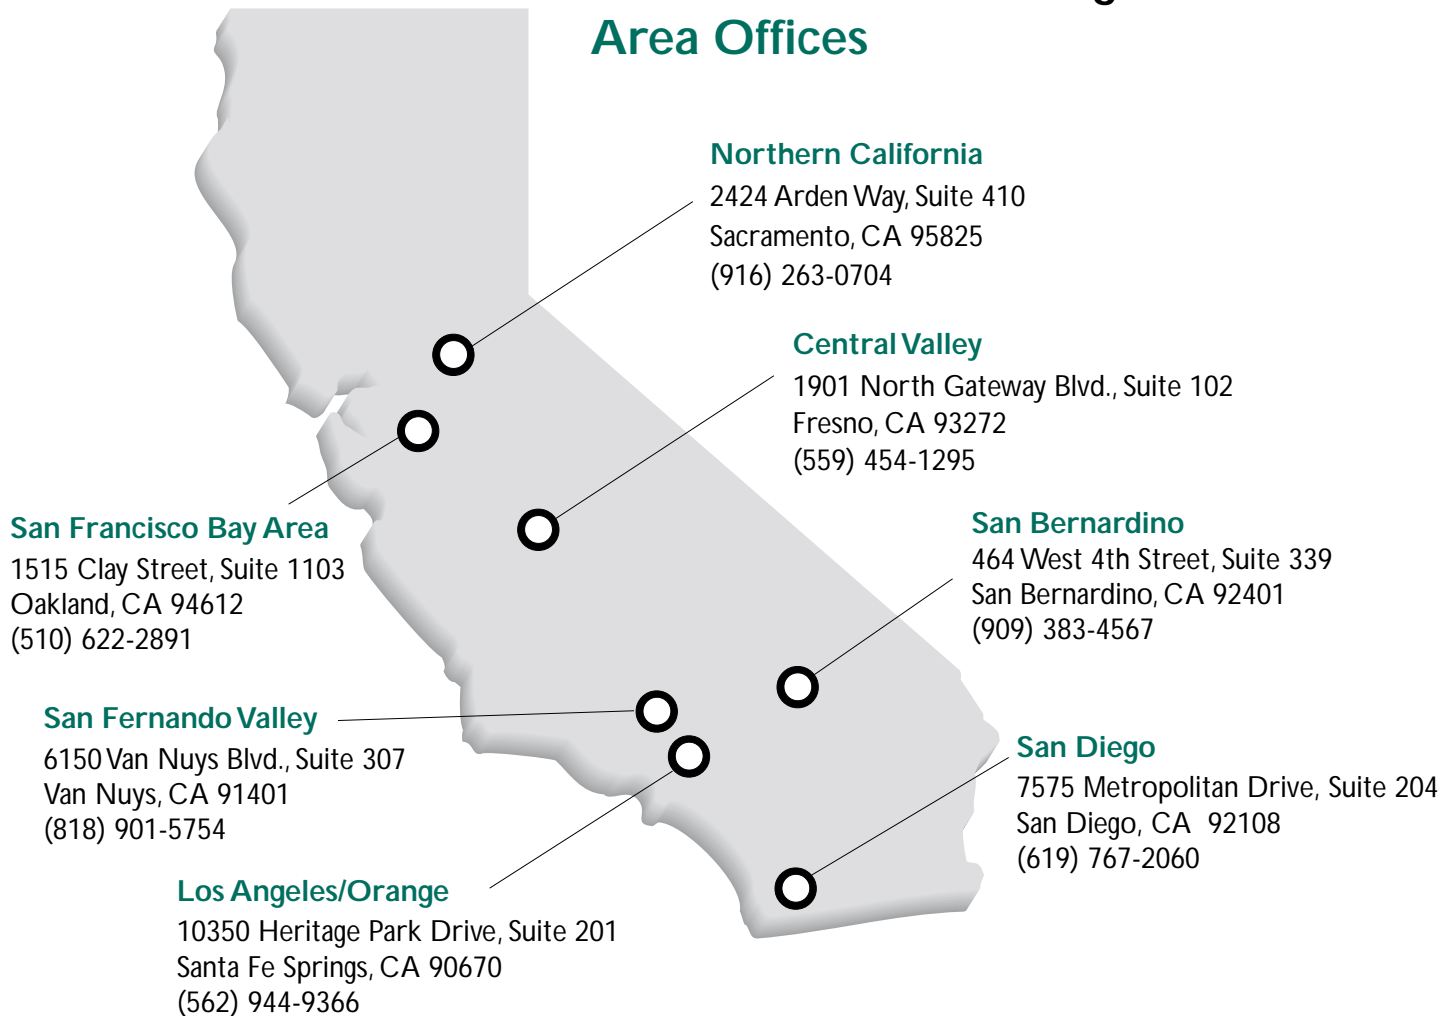 Area Offices
Northern California
2424 Arden Way, Suite 410
Sacramento, CA 95825
(916) 263-0704
Central Valley
1901 North Gateway Blvd., Suite 102
Fresno, CA 93272
(559) 454-1295
San Francisco Bay Area
1515 Clay Street, Suite 1103
Oakland, CA 94612
(510) 622-2891
San Bernardino
464 West 4th Street, Suite 339
San Bernardino, CA 92401
(909) 383-4567
San Fernando Valley
6150 Van Nuys Blvd., Suite 307
Van Nuys, CA 91401
(818) 901-5754
San Diego
7575 Metropolitan Drive, Suite 204
San Diego, CA 92108
(619) 767-2060
Los Angeles/Orange
10350 Heritage Park Drive, Suite 201
Santa Fe Springs, CA 90670
(562) 944-9366